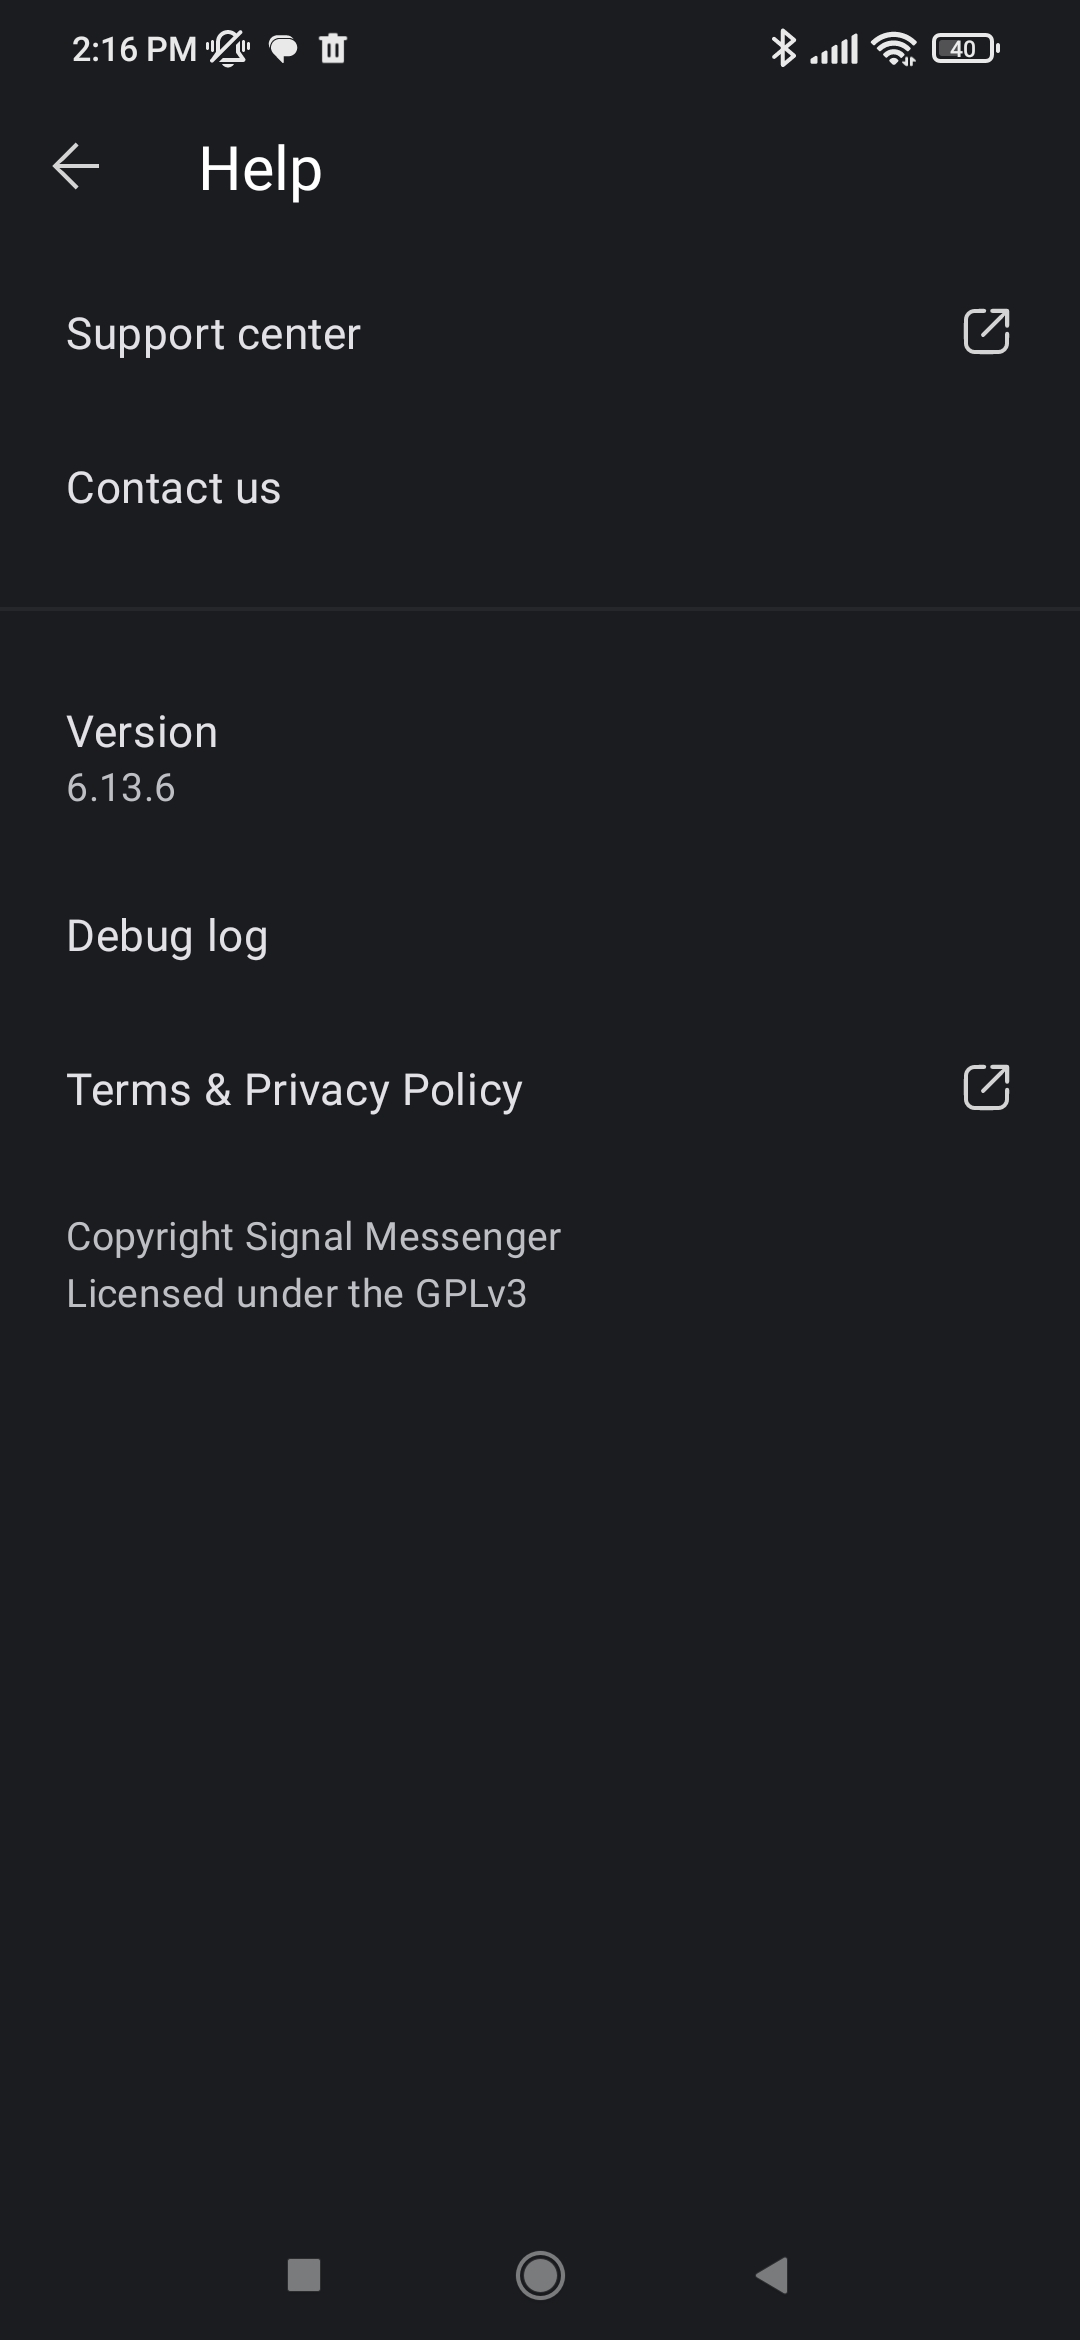 2:16 PM
40
Help
Support center
Contact us
Version
6.13.6
Debug log
Terms & Privacy Policy
Copyright Signal Messenger
Licensed under the GPLv3